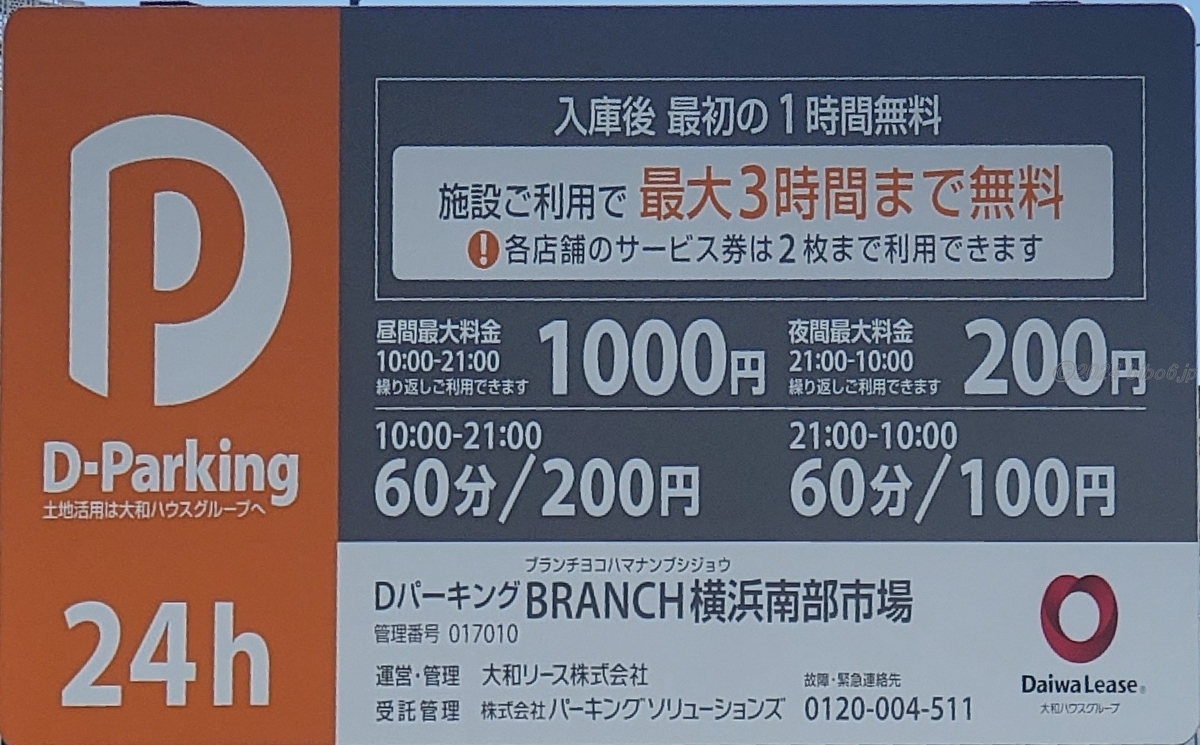 入庫後 最初の1時間無料
施設ご利用で 最大3時間まで無料
! 各店舗のサービス券は2枚まで利用できます
昼間最大料金
10:00-21:00
繰り返しご利用できます
1000円
夜間最大料金
21:00-10:00
繰り返しご利用できます
200円
10:00-21:00
60分/200円
21:00-10:00
60分/100円
P
D-Parking
土地活用は大和ハウスグループへ
24h
ブランチヨコハマナンブシジョウ
Dパーキング BRANCH横浜南部市場
管理番号 017010
運営・管理 大和リース株式会社
受託管理 株式会社パーキングソリューションズ
故障・緊急連絡先
0120-004-511
Daiwa Lease®
大和ハウスグループ